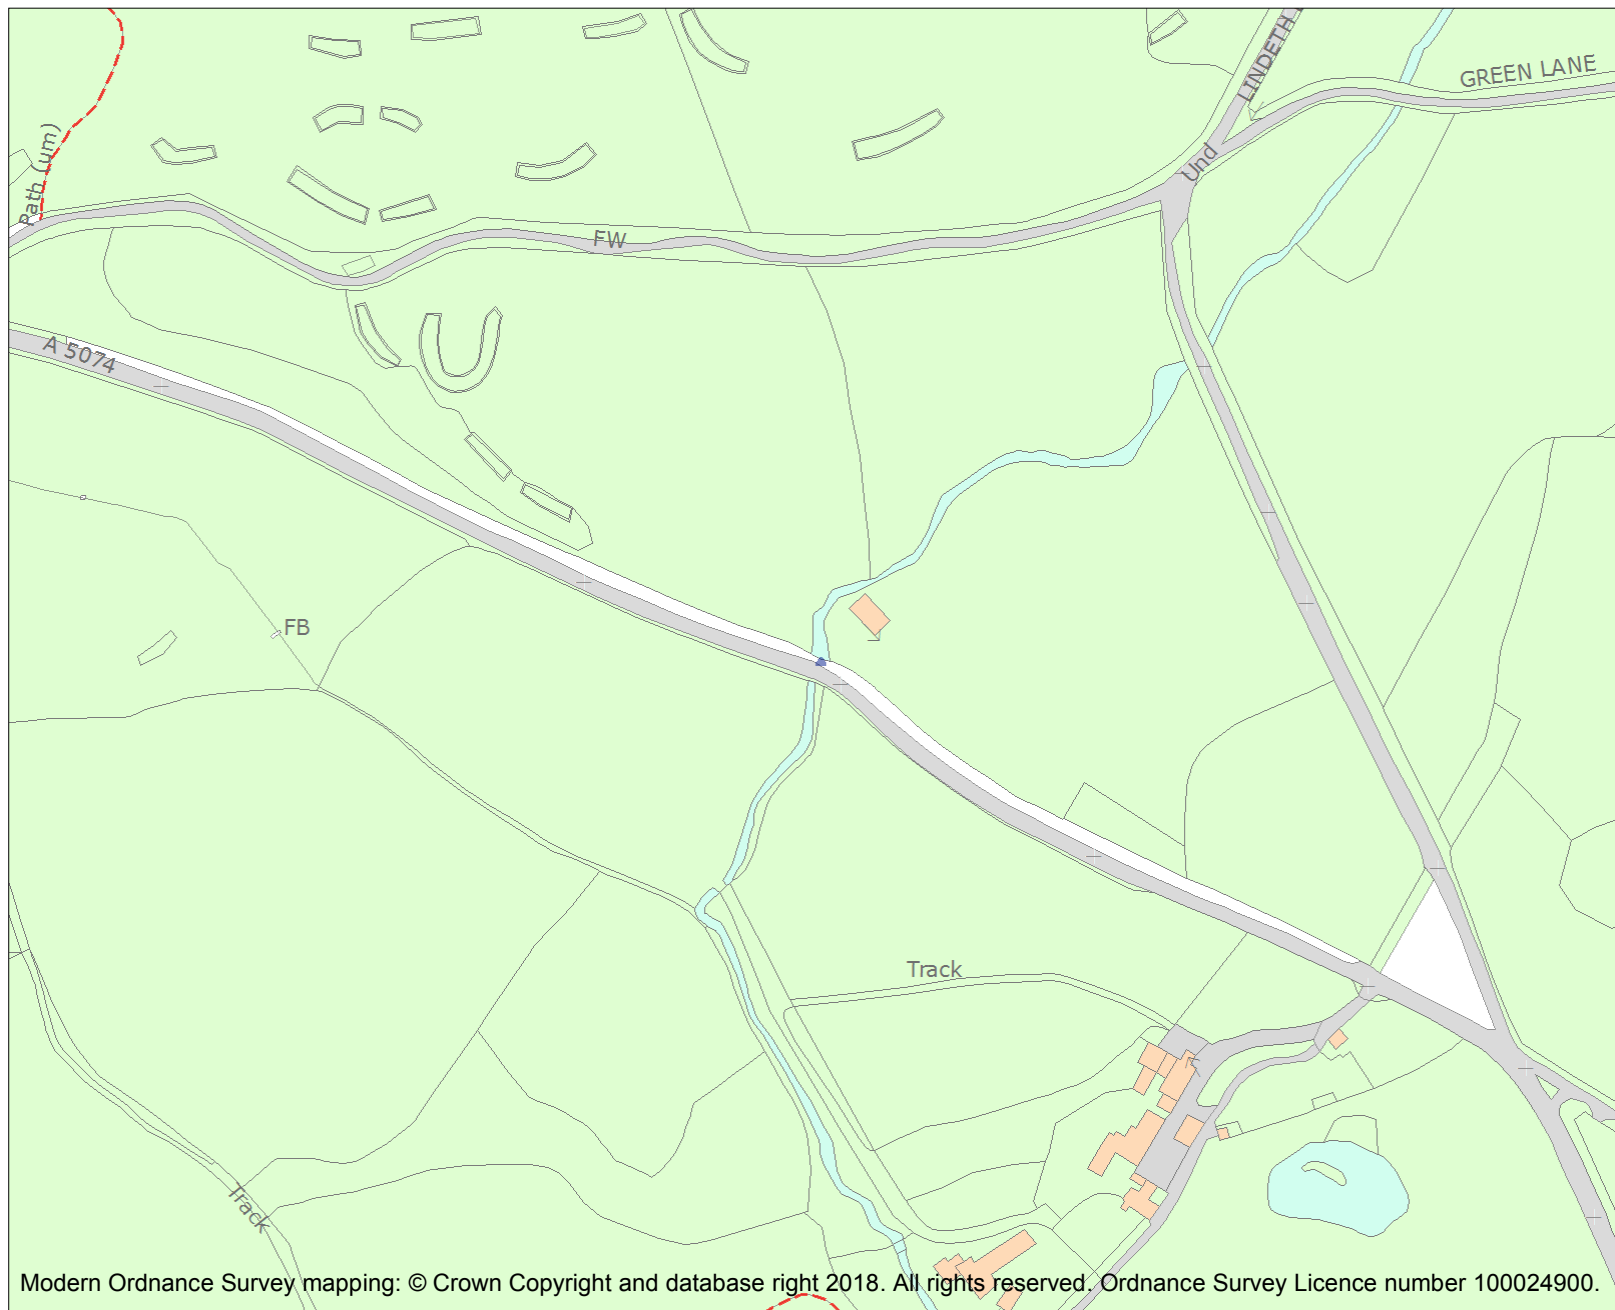 LINDETH
GREEN LANE
Path (um)
Und
FW
A 5074
FB
Track
Track
Modern Ordnance Survey mapping: © Crown Copyright and database right 2018. All rights reserved. Ordnance Survey Licence number 100024900.